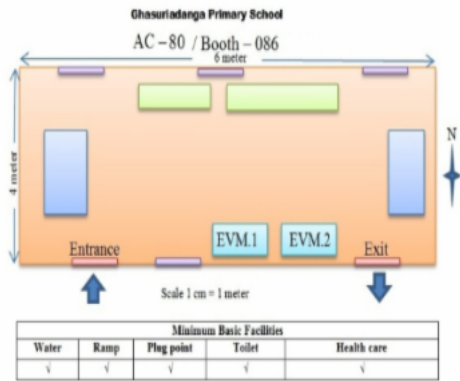 Ghasuriadanga Primary School
AC – 80 / Booth – 086
6 meter
4 meter
N
EVM.1 EVM.2
Entrance Exit
Scale 1 cm = 1 meter
Minimum Basic Facilities
Water Ramp Plug point Toilet Health care
√ √ √ √ √